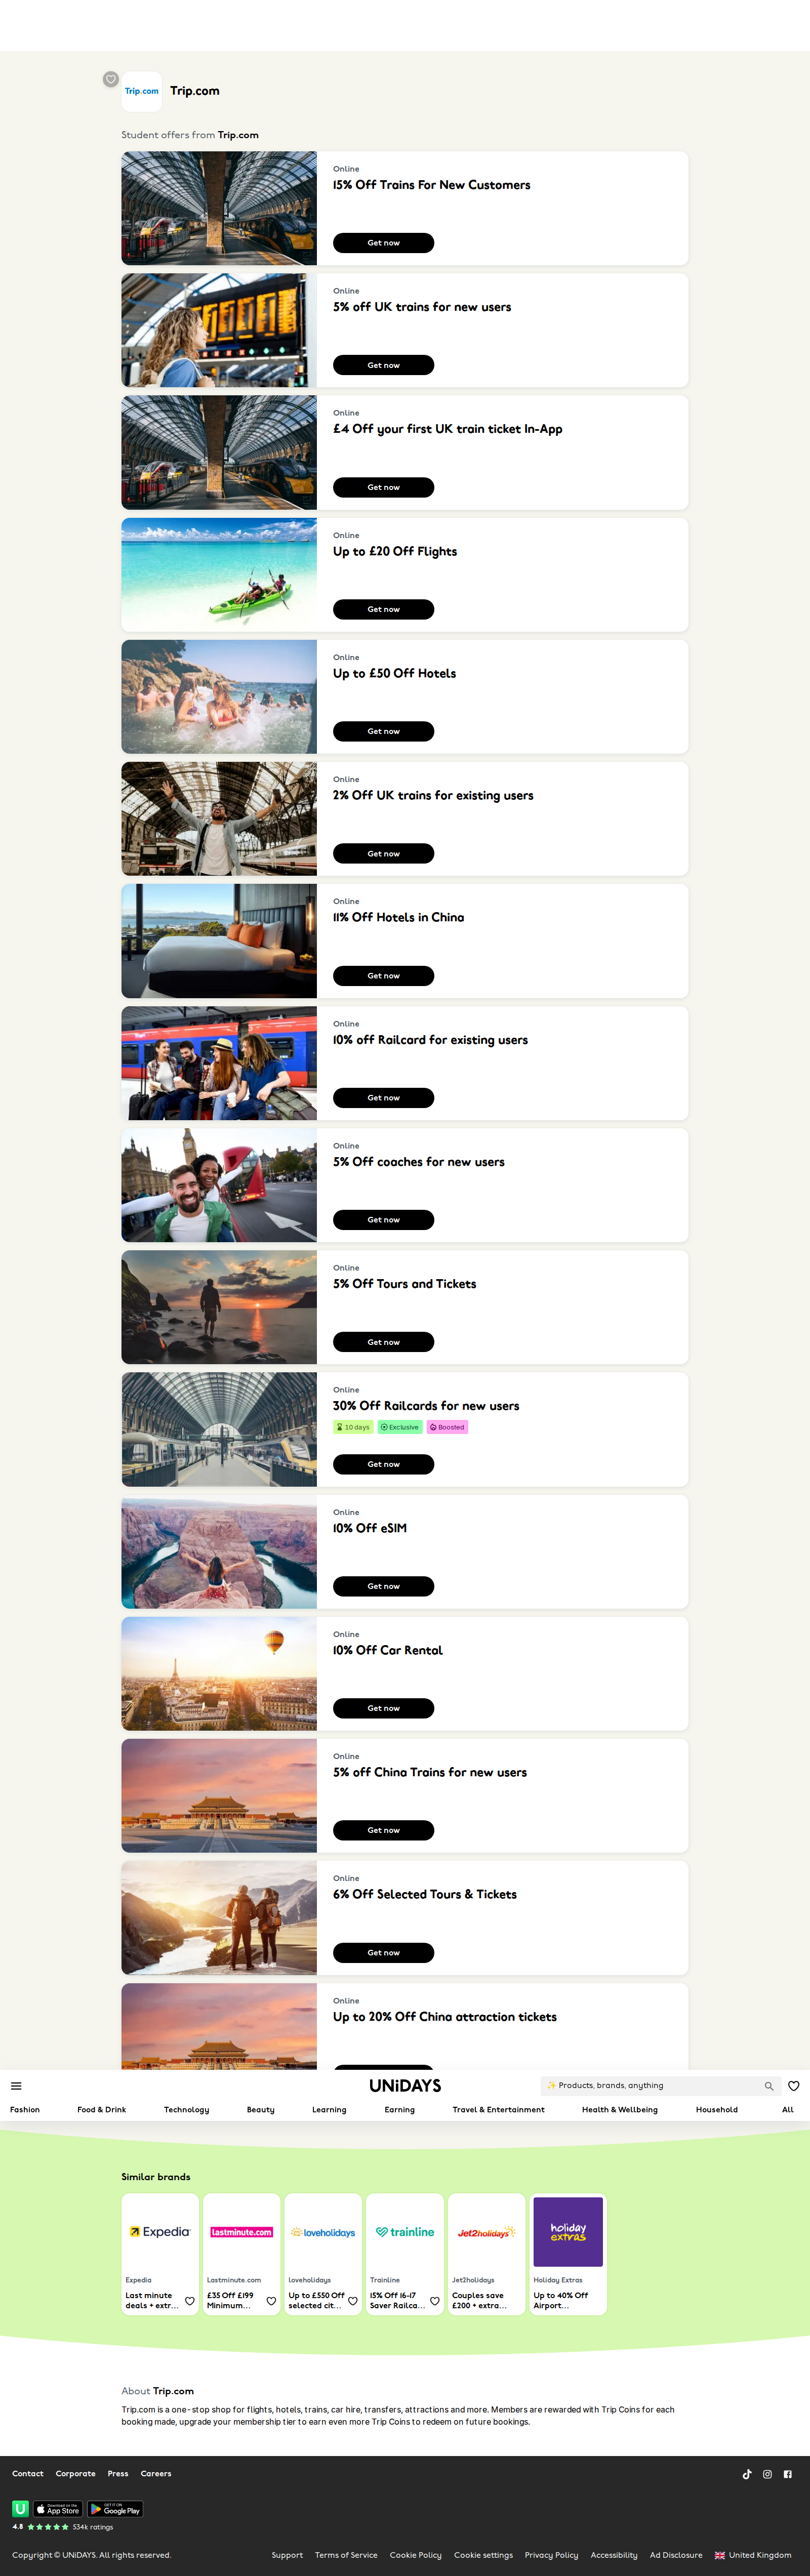 Trip.com
Trip.com
Student offers from Trip.com
Online
15% Off Trains For New Customers
Get now
Online
5% off UK trains for new users
Get now
Online
£4 Off your first UK train ticket In-App
Get now
Online
Up to £20 Off Flights
Get now
Online
Up to £50 Off Hotels
Get now
Online
2% Off UK trains for existing users
Get now
Online
11% Off Hotels in China
Get now
Online
10% off Railcard for existing users
Get now
Online
5% Off coaches for new users
Get now
Online
5% Off Tours and Tickets
Get now
Online
30% Off Railcards for new users
10 days Exclusive Boosted
Get now
Online
10% Off eSIM
Get now
Online
10% Off Car Rental
Get now
Online
5% off China Trains for new users
Get now
Online
6% Off Selected Tours & Tickets
Get now
Online
Up to 20% Off China attraction tickets
UNiDAYS
✨ Products, brands, anything
Fashion Food & Drink Technology Beauty Learning Earning Travel & Entertainment Health & Wellbeing Household All
Similar brands
Expedia
Expedia
Last minute
deals + extr...
lastminute.com
Lastminute.com
£35 Off £199
Minimum...
loveholidays
loveholidays
Up to £550 Off
selected cit...
trainline
Trainline
15% Off 16-17
Saver Railca...
Jet2holidays
Jet2holidays
Couples save
£200 + extra...
holiday
extras
Holiday Extras
Up to 40% Off
Airport...
About Trip.com
Trip.com is a one-stop shop for flights, hotels, trains, car hire, transfers, attractions and more. Members are rewarded with Trip Coins for each
booking made, upgrade your membership tier to earn even more Trip Coins to redeem on future bookings.
Contact Corporate Press Careers
U
Download on the
App Store
GET IT ON
Google Play
4.8 ★★★★★ 534k ratings
Copyright © UNiDAYS. All rights reserved.
Support Terms of Service Cookie Policy Cookie settings Privacy Policy Accessibility Ad Disclosure United Kingdom